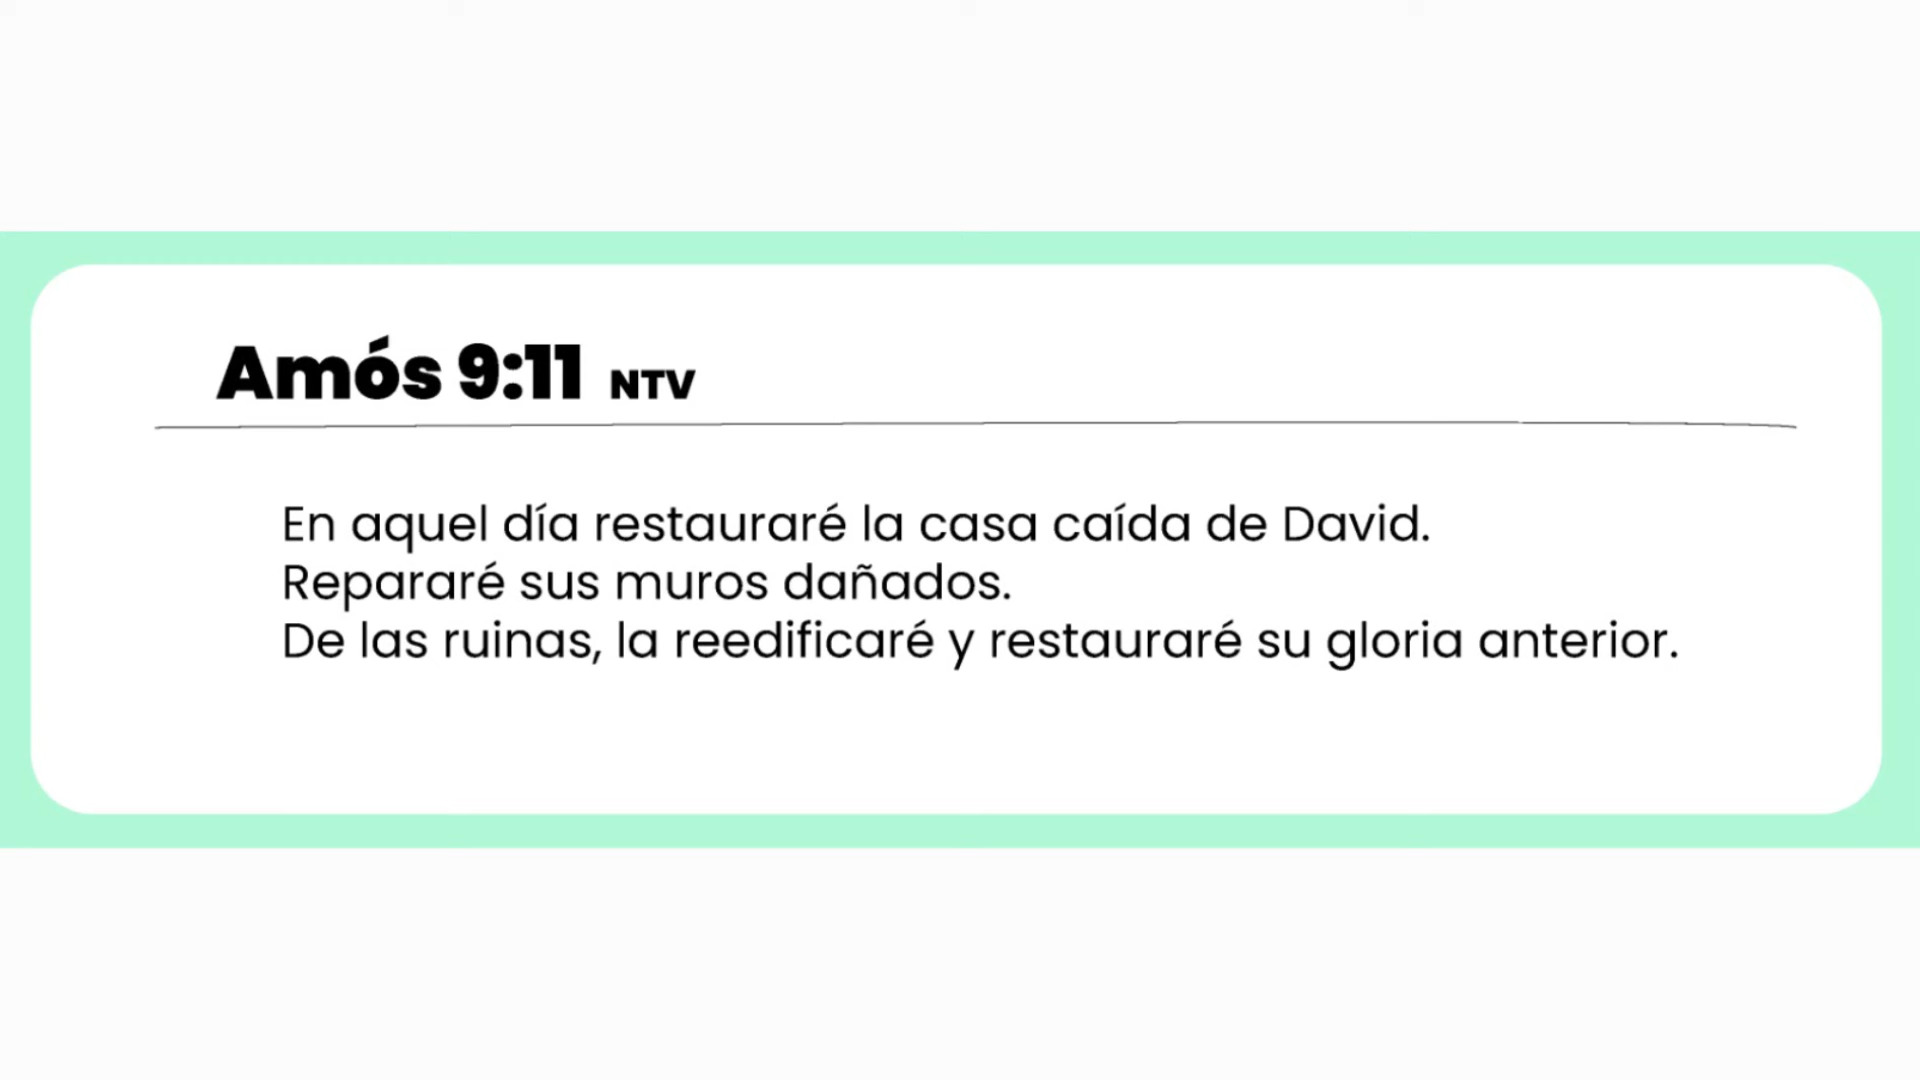 Amós 9:11 NTV
En aquel día restauraré la casa caída de David.
Repararé sus muros dañados.
De las ruinas, la reedificaré y restauraré su gloria anterior.